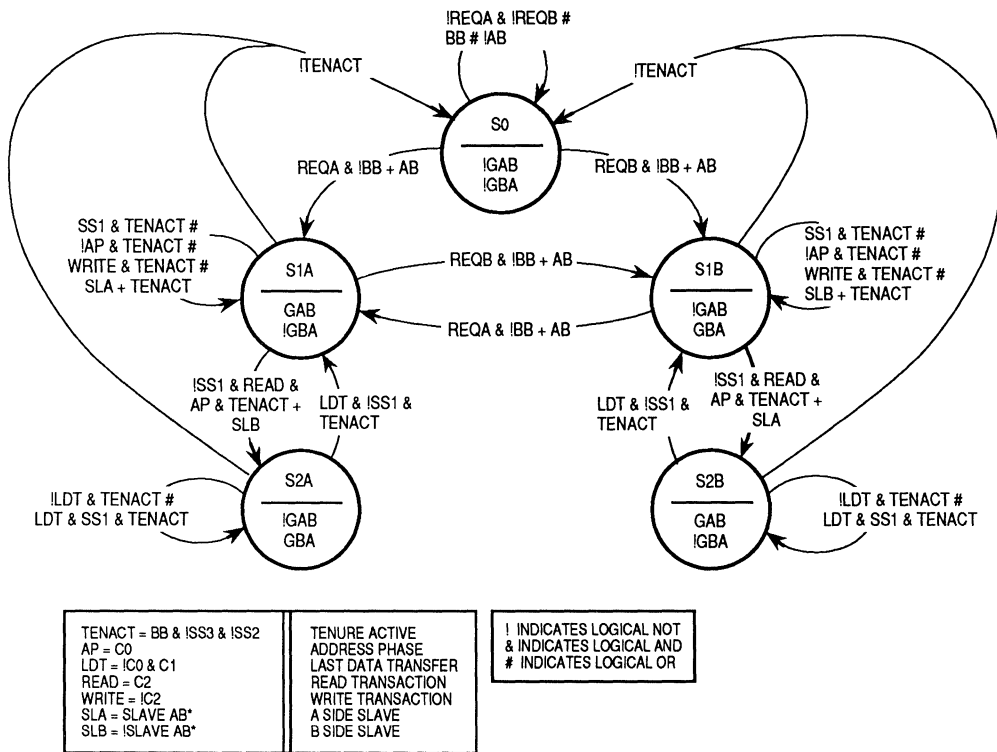 !REQA & !REQB #
BB # !AB
!TENACT
!TENACT
S0
!GAB
!GBA
REQA & !BB + AB
REQB & !BB + AB
SS1 & TENACT #
!AP & TENACT #
WRITE & TENACT #
SLA + TENACT
S1A
GAB
!GBA
REQB & !BB + AB
REQA & !BB + AB
S1B
!GAB
GBA
SS1 & TENACT #
!AP & TENACT #
WRITE & TENACT #
SLB + TENACT
!SS1 & READ &
AP & TENACT +
SLB
LDT & !SS1 &
TENACT
LDT & !SS1 &
TENACT
!SS1 & READ &
AP & TENACT +
SLA
!LDT & TENACT #
LDT & SS1 & TENACT
S2A
!GAB
GBA
S2B
GAB
!GBA
!LDT & TENACT #
LDT & SS1 & TENACT
TENACT = BB & !SS3 & !SS2
AP = C0
LDT = !C0 & C1
READ = C2
WRITE = !C2
SLA = SLAVE AB*
SLB = !SLAVE AB*
TENURE ACTIVE
ADDRESS PHASE
LAST DATA TRANSFER
READ TRANSACTION
WRITE TRANSACTION
A SIDE SLAVE
B SIDE SLAVE
! INDICATES LOGICAL NOT
& INDICATES LOGICAL AND
# INDICATES LOGICAL OR